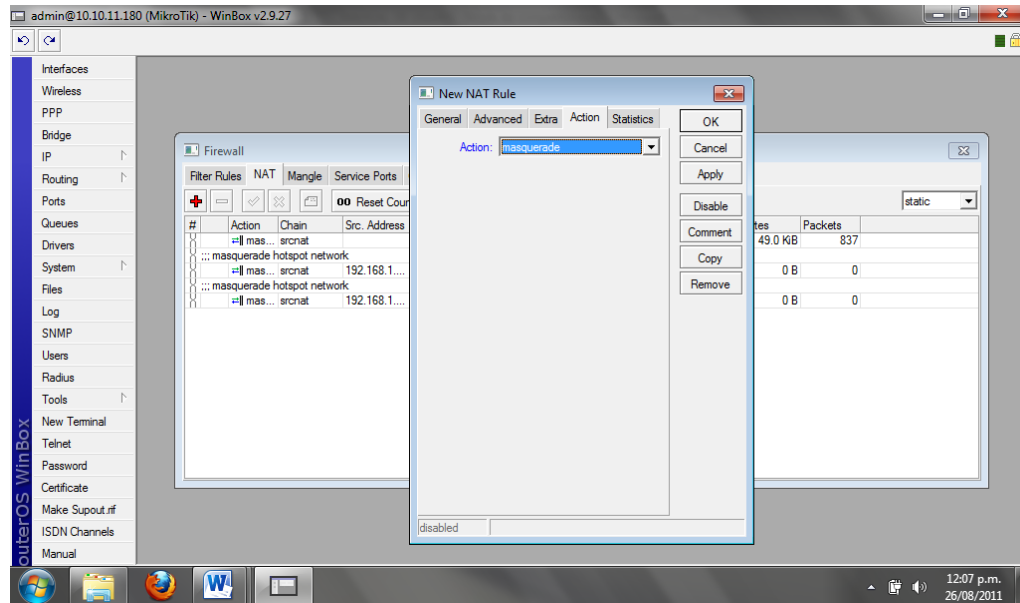 admin@10.10.11.180 (MikroTik) - WinBox v2.9.27
Interfaces
Wireless
PPP
Bridge
IP
Routing
Ports
Queues
Drivers
System
Files
Log
SNMP
Users
Radius
Tools
New Terminal
Telnet
Password
Certificate
Make Supout.rif
ISDN Channels
Manual
outerOS WinBox
Firewall
Filter Rules NAT Mangle Service Ports
00 Reset Cour
static
# Action Chain Src. Address tes Packets
mas... srcnat 49.0 KiB 837
;;; masquerade hotspot network
mas... srcnat 192.168.1.... 0 B 0
;;; masquerade hotspot network
mas... srcnat 192.168.1.... 0 B 0
New NAT Rule
General Advanced Extra Action Statistics
Action: masquerade
OK
Cancel
Apply
Disable
Comment
Copy
Remove
disabled
W
12:07 p.m.
26/08/2011